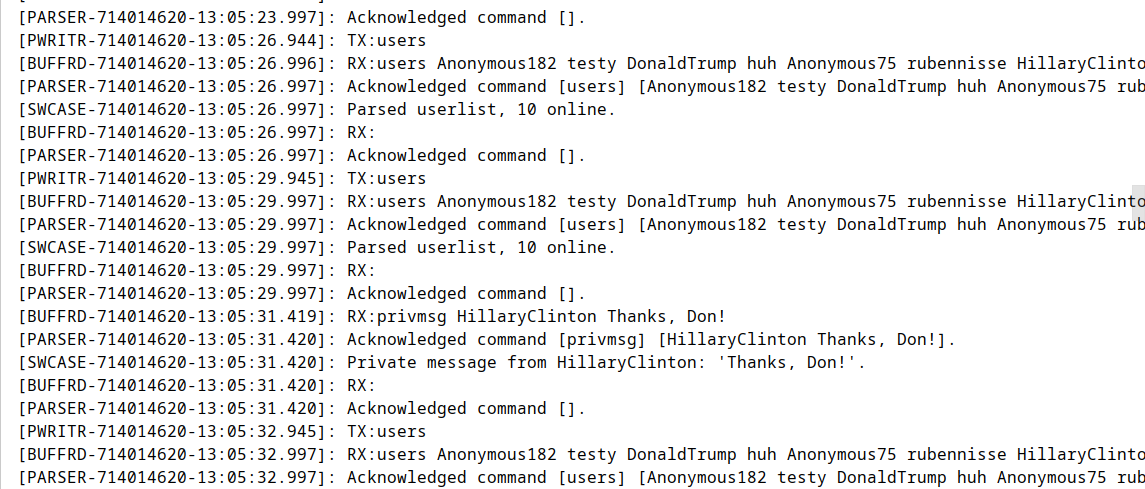 [PARSER-714014620-13:05:23.997]: Acknowledged command [].
[PWRITR-714014620-13:05:26.944]: TX:users
[BUFFRD-714014620-13:05:26.996]: RX:users Anonymous182 testy DonaldTrump huh Anonymous75 rubennisse HillaryClinto
[PARSER-714014620-13:05:26.997]: Acknowledged command [users] [Anonymous182 testy DonaldTrump huh Anonymous75 rub
[SWCASE-714014620-13:05:26.997]: Parsed userlist, 10 online.
[BUFFRD-714014620-13:05:26.997]: RX:
[PARSER-714014620-13:05:26.997]: Acknowledged command [].
[PWRITR-714014620-13:05:29.945]: TX:users
[BUFFRD-714014620-13:05:29.997]: RX:users Anonymous182 testy DonaldTrump huh Anonymous75 rubennisse HillaryClinto
[PARSER-714014620-13:05:29.997]: Acknowledged command [users] [Anonymous182 testy DonaldTrump huh Anonymous75 rub
[SWCASE-714014620-13:05:29.997]: Parsed userlist, 10 online.
[BUFFRD-714014620-13:05:29.997]: RX:
[PARSER-714014620-13:05:29.997]: Acknowledged command [].
[BUFFRD-714014620-13:05:31.419]: RX:privmsg HillaryClinton Thanks, Don!
[PARSER-714014620-13:05:31.420]: Acknowledged command [privmsg] [HillaryClinton Thanks, Don!].
[SWCASE-714014620-13:05:31.420]: Private message from HillaryClinton: 'Thanks, Don!'.
[BUFFRD-714014620-13:05:31.420]: RX:
[PARSER-714014620-13:05:31.420]: Acknowledged command [].
[PWRITR-714014620-13:05:32.945]: TX:users
[BUFFRD-714014620-13:05:32.997]: RX:users Anonymous182 testy DonaldTrump huh Anonymous75 rubennisse HillaryClinto
[PARSER-714014620-13:05:32.997]: Acknowledged command [users] [Anonymous182 testy DonaldTrump huh Anonymous75 rub